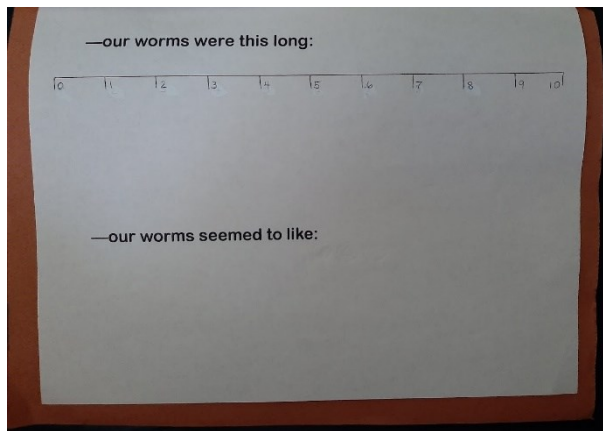 —our worms were this long:
0 1 2 3 4 5 6 7 8 9 10
—our worms seemed to like: